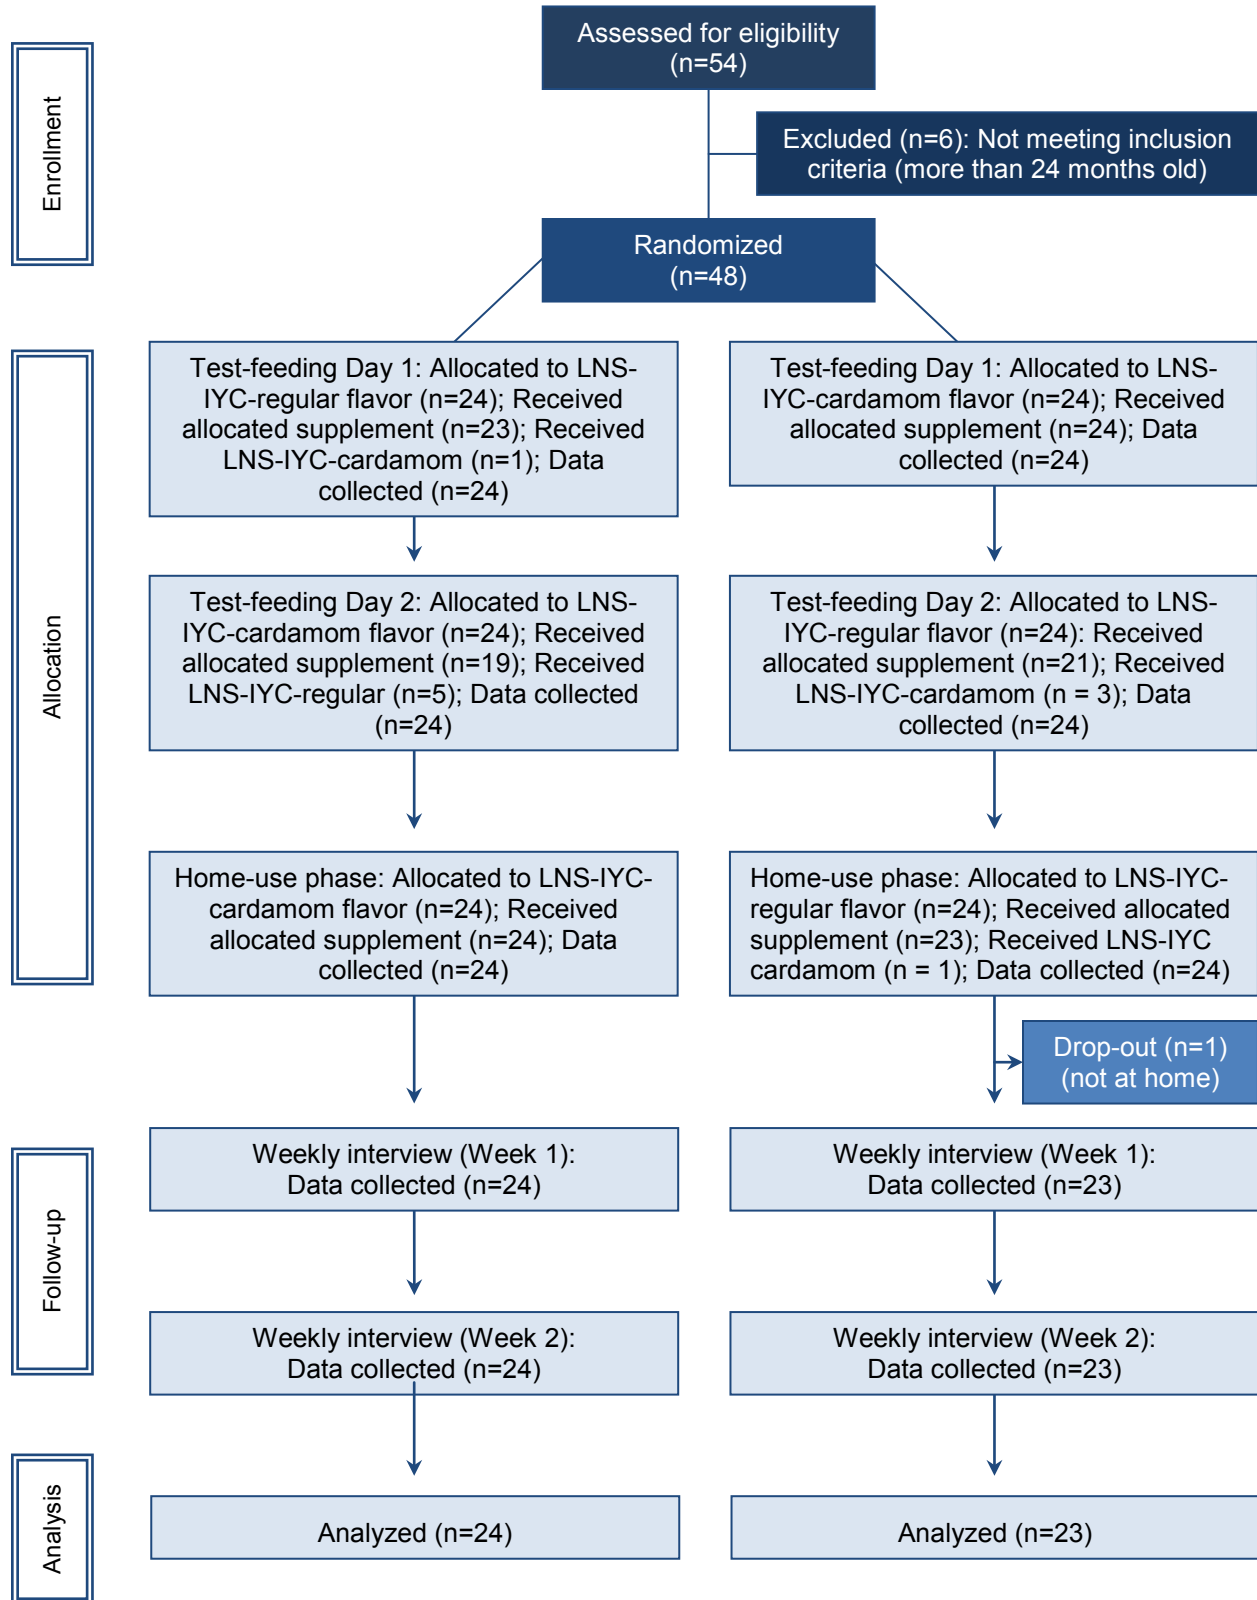 Enrollment
Assessed for eligibility
(n=54)
Excluded (n=6): Not meeting inclusion
criteria (more than 24 months old)
Randomized
(n=48)
Allocation
Test-feeding Day 1: Allocated to LNS-
IYC-regular flavor (n=24); Received
allocated supplement (n=23); Received
LNS-IYC-cardamom (n=1); Data
collected (n=24)
Test-feeding Day 1: Allocated to LNS-
IYC-cardamom flavor (n=24); Received
allocated supplement (n=24); Data
collected (n=24)
Test-feeding Day 2: Allocated to LNS-
IYC-cardamom flavor (n=24); Received
allocated supplement (n=19); Received
LNS-IYC-regular (n=5); Data collected
(n=24)
Test-feeding Day 2: Allocated to LNS-
IYC-regular flavor (n=24): Received
allocated supplement (n=21); Received
LNS-IYC-cardamom (n = 3); Data
collected (n=24)
Home-use phase: Allocated to LNS-IYC-
cardamom flavor (n=24); Received
allocated supplement (n=24); Data
collected (n=24)
Home-use phase: Allocated to LNS-IYC-
regular flavor (n=24); Received allocated
supplement (n=23); Received LNS-IYC
cardamom (n = 1); Data collected (n=24)
Drop-out (n=1)
(not at home)
Follow-up
Weekly interview (Week 1):
Data collected (n=24)
Weekly interview (Week 1):
Data collected (n=23)
Weekly interview (Week 2):
Data collected (n=24)
Weekly interview (Week 2):
Data collected (n=23)
Analysis
Analyzed (n=24)
Analyzed (n=23)